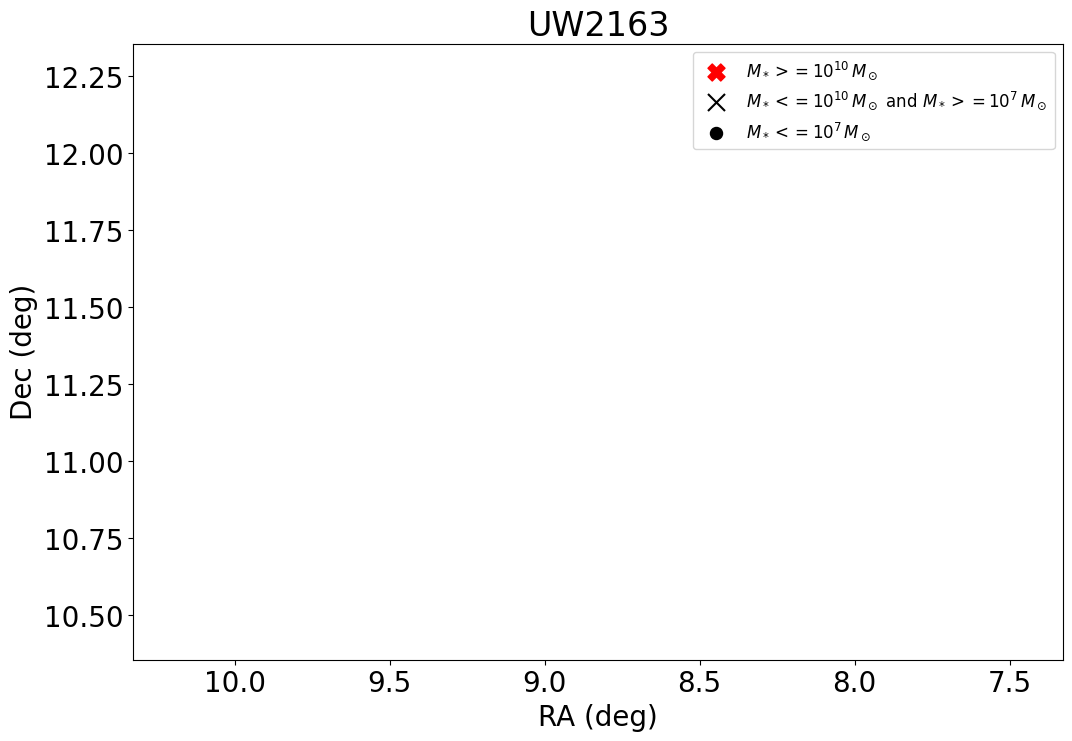 UW2163
M* >= 10^10 M⊙
M* <= 10^10 M⊙ and M* >= 10^7 M⊙
M* <= 10^7 M⊙
12.25
12.00
11.75
11.50
11.25
11.00
10.75
10.50
Dec (deg)
10.0 9.5 9.0 8.5 8.0 7.5
RA (deg)